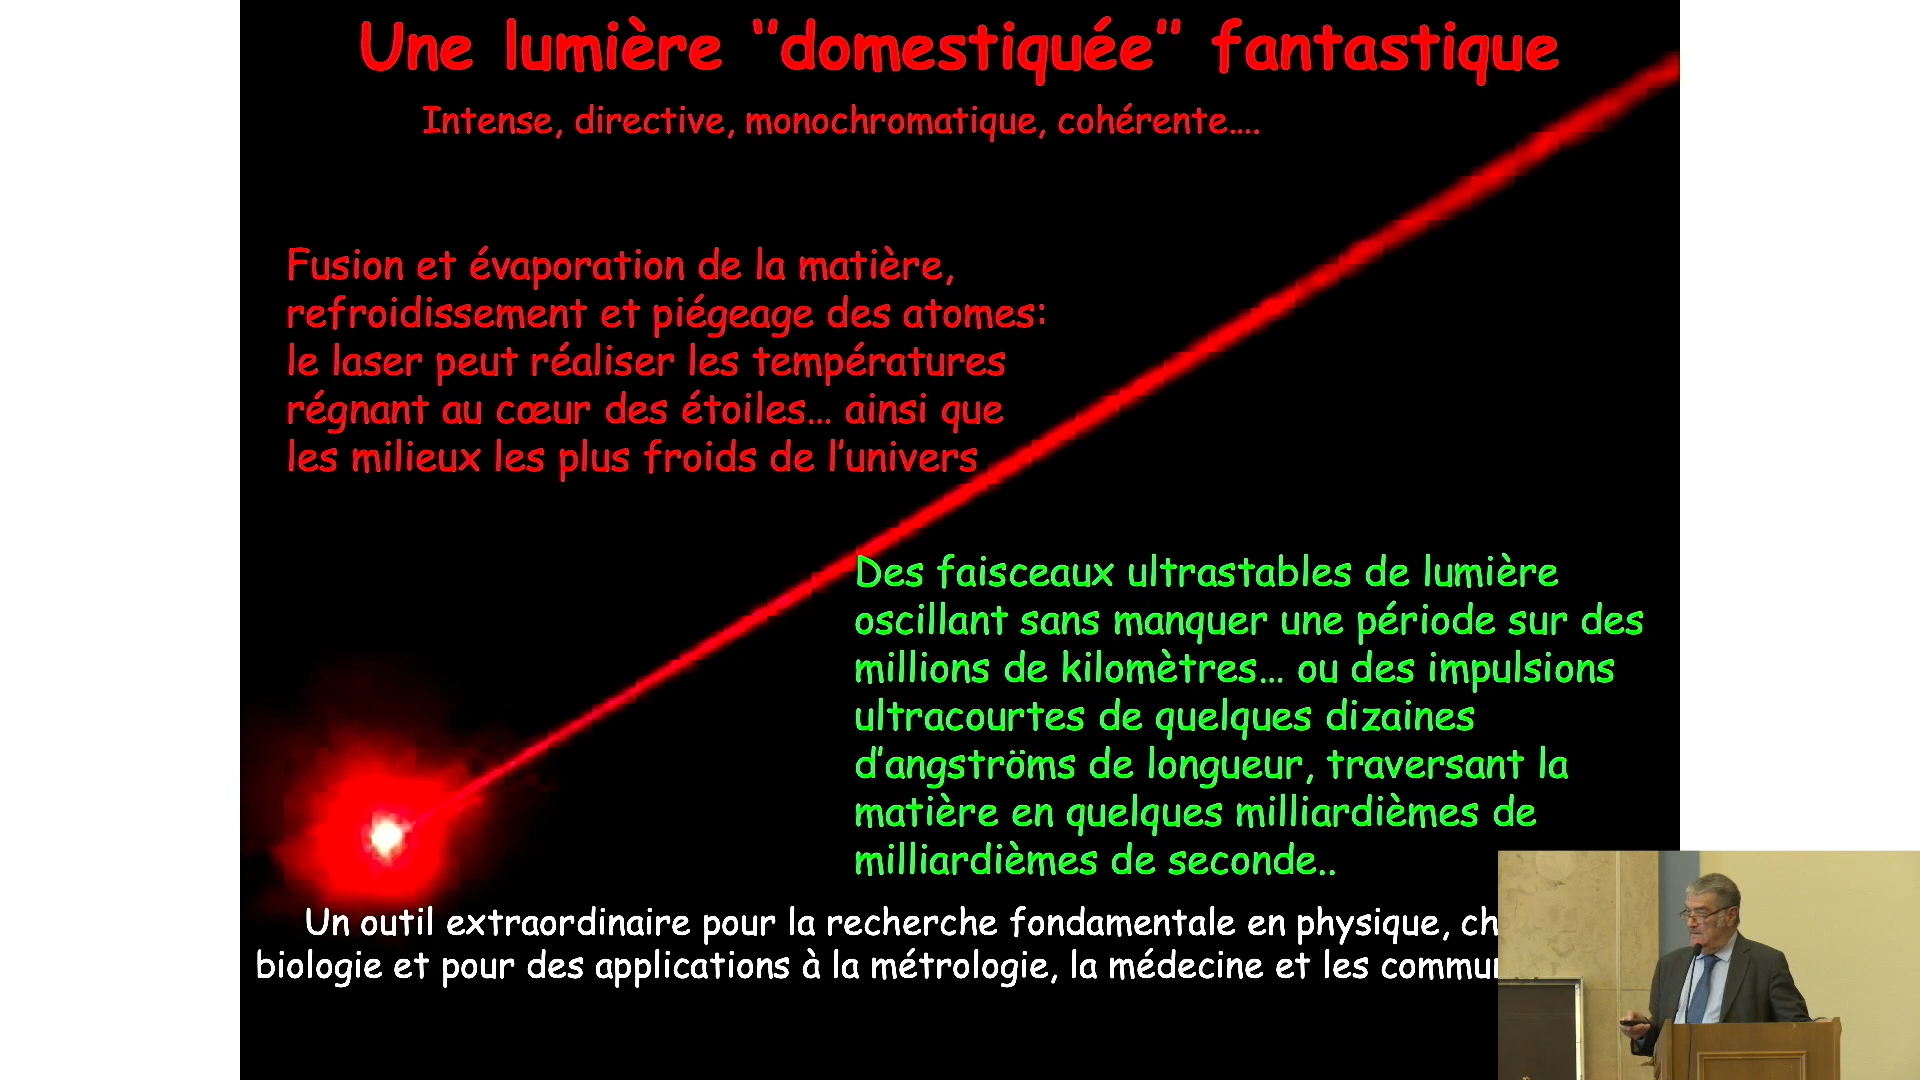 Une lumière ‘‘domestiquée’’ fantastique
Intense, directive, monochromatique, cohérente....
Fusion et évaporation de la matière,
refroidissement et piégeage des atomes:
le laser peut réaliser les températures
régnant au cœur des étoiles... ainsi que
les milieux les plus froids de l'univers
Des faisceaux ultrastables de lumière
oscillant sans manquer une période sur des
millions de kilomètres... ou des impulsions
ultracourtes de quelques dizaines
d'angströms de longueur, traversant la
matière en quelques milliardièmes de
milliardièmes de seconde..
Un outil extraordinaire pour la recherche fondamentale en physique,
biologie et pour des applications à la métrologie, la médecine et les